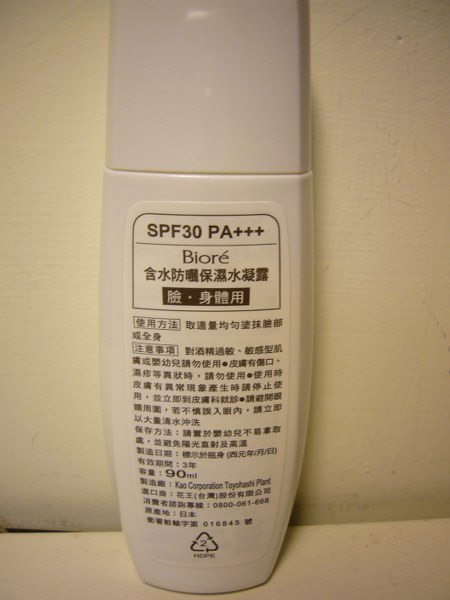 SPF30 PA+++
Bioré
含水防曬保濕水凝露
臉・身體用
使用方法 取適量均勻塗抹臉部
或全身
注意事項 對酒精過敏、敏感型肌
膚或嬰幼兒請勿使用●皮膚有傷口、
濕疹等異狀時，請勿使用●使用時
皮膚有異常現象產生時請停止使
用，並立即到皮膚科就診●請避開眼
睛周圍，若不慎誤入眼內，請立即
以大量清水沖洗
保存方法：請置於嬰幼兒不易拿取
處，並避免陽光直射及高溫
製造日期：標示於瓶身(西元年/月/日)
有效期間：3年
容量：90ml
製造廠：Kao Corporation Toyohashi Plant
進口商：花王(台灣)股份有限公司
消費者諮詢專線：0800-061-668
原產地：日本
衛署粧輸字第 016845 號
2
HDPE